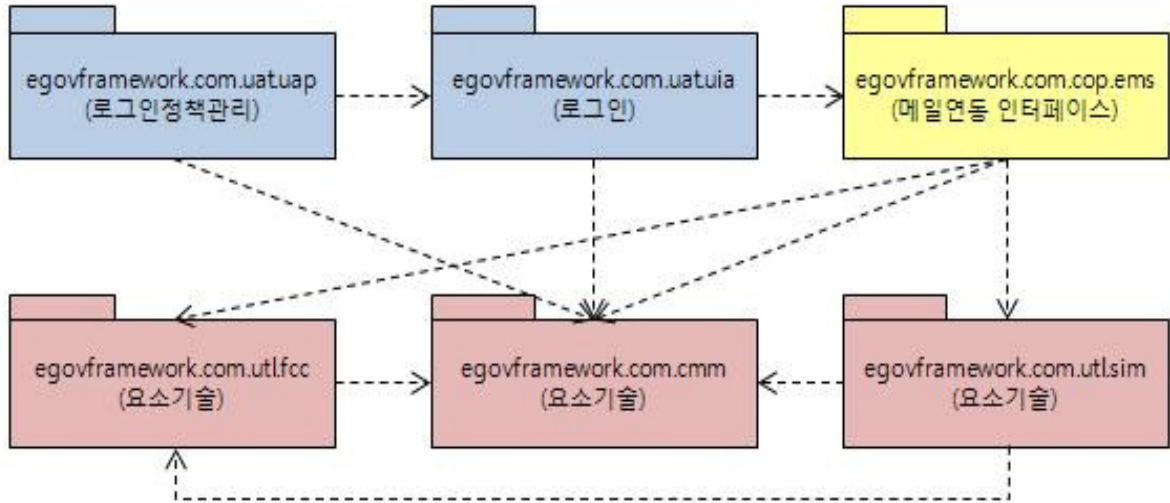 egovframework.com.uat.uap
(로그인정책관리)
egovframework.com.uat.uia
(로그인)
egovframework.com.cop.ems
(메일연동 인터페이스)
egovframework.com.utl.fcc
(요소기술)
egovframework.com.cmm
(요소기술)
egovframework.com.utl.sim
(요소기술)